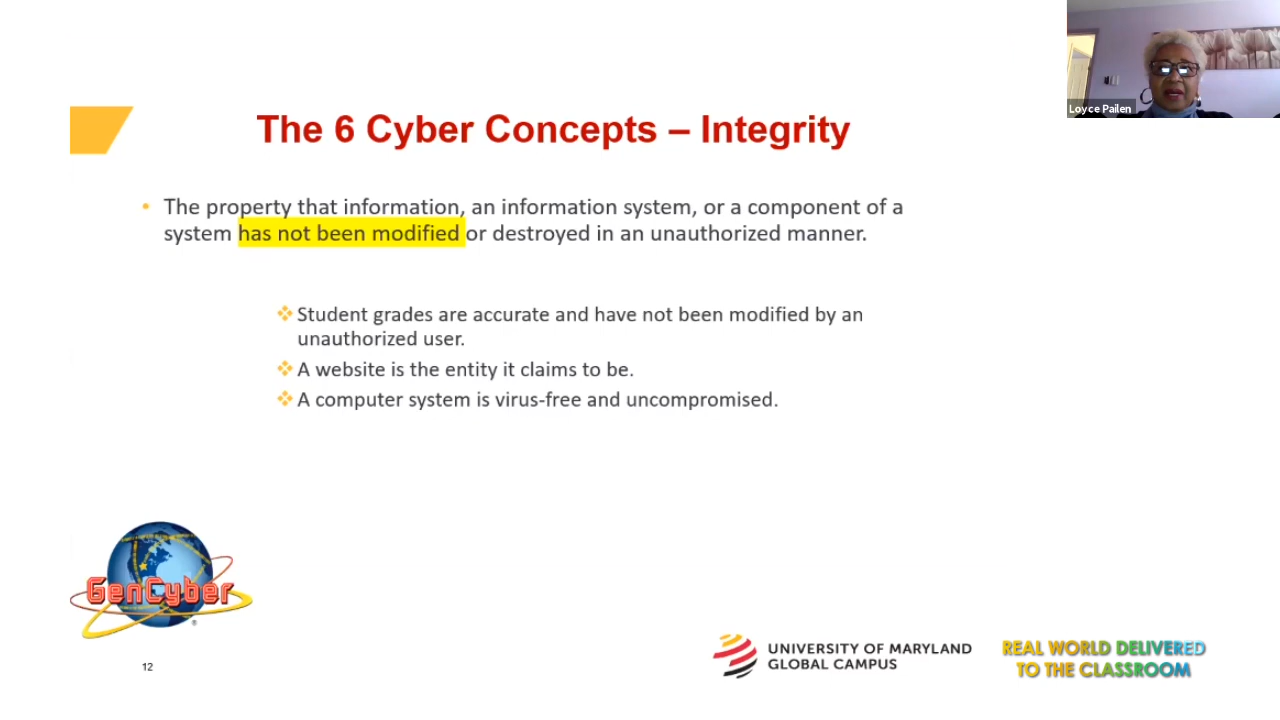 Loyce Pailen
The 6 Cyber Concepts – Integrity
• The property that information, an information system, or a component of a
system has not been modified or destroyed in an unauthorized manner.
❖ Student grades are accurate and have not been modified by an
unauthorized user.
❖ A website is the entity it claims to be.
❖ A computer system is virus-free and uncompromised.
GenCyber
®
12
UNIVERSITY OF MARYLAND
GLOBAL CAMPUS
REAL WORLD DELIVERED
TO THE CLASSROOM